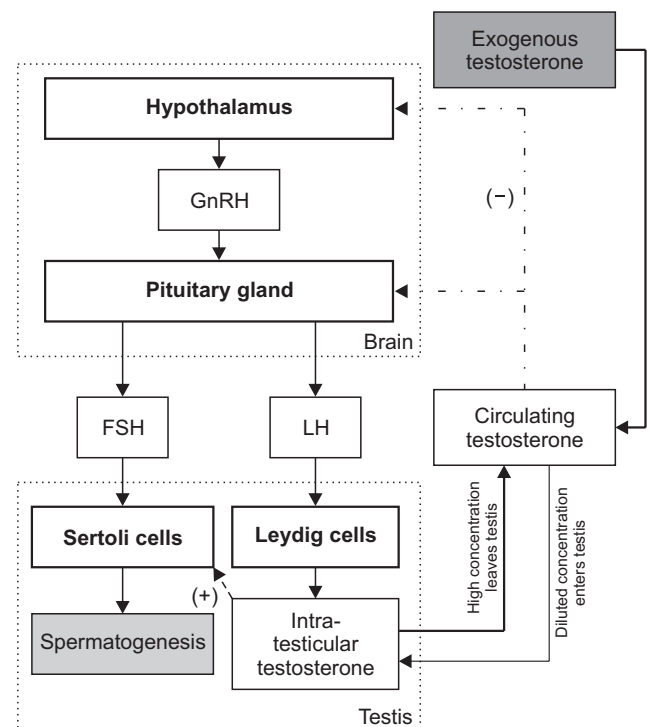 Exogenous
testosterone
Hypothalamus
GnRH
(−)
Pituitary gland
Brain
FSH
LH
Circulating
testosterone
High concentration
leaves testis
Diluted concentration
enters testis
Sertoli cells
Leydig cells
(+)
Spermatogenesis
Intra-
testicular
testosterone
Testis